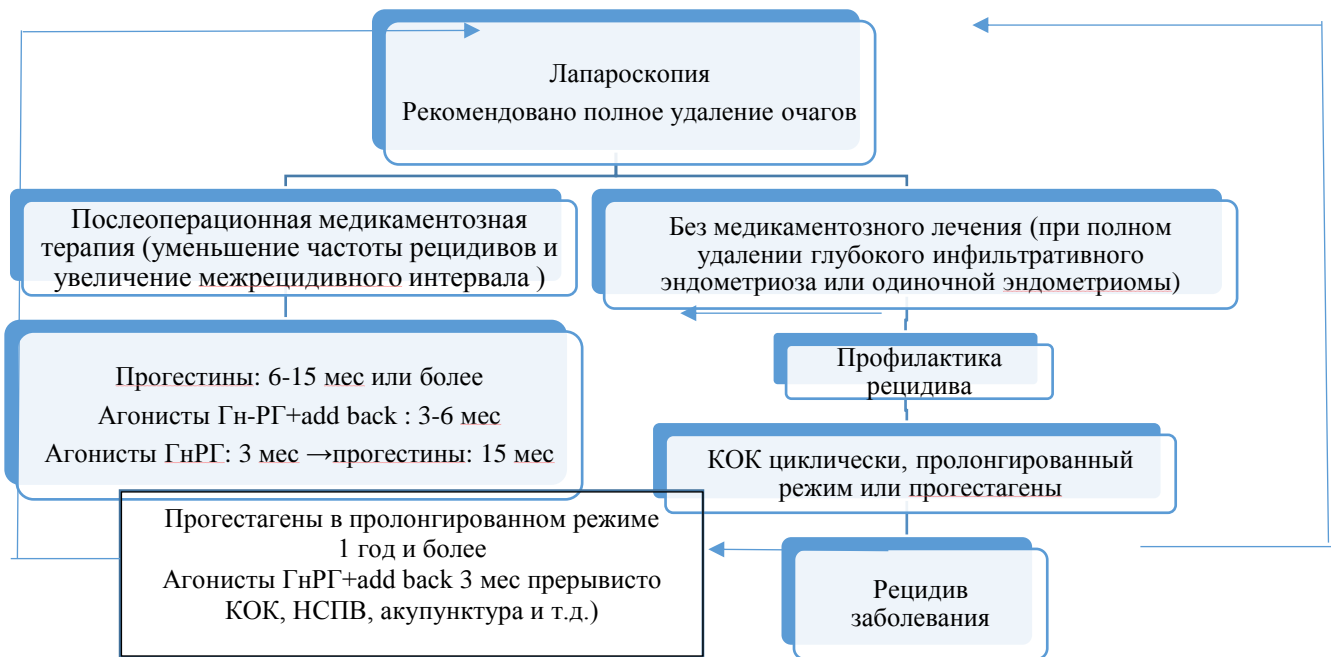 Лапароскопия
Рекомендовано полное удаление очагов
Послеоперационная медикаментозная
терапия (уменьшение частоты рецидивов и
увеличение межрецидивного интервала )
Без медикаментозного лечения (при полном
удалении глубокого инфильтративного
эндометриоза или одиночной эндометриомы)
Прогестины: 6-15 мес или более
Агонисты Гн-РГ+add back : 3-6 мес
Агонисты ГнРГ: 3 мес →прогестины: 15 мес
Профилактика
рецидива
КОК циклически, пролонгированный
режим или прогестагены
Прогестагены в пролонгированном режиме
1 год и более
Агонисты ГнРГ+add back 3 мес прерывисто
КОК, НСПВ, акупунктура и т.д.)
Рецидив
заболевания